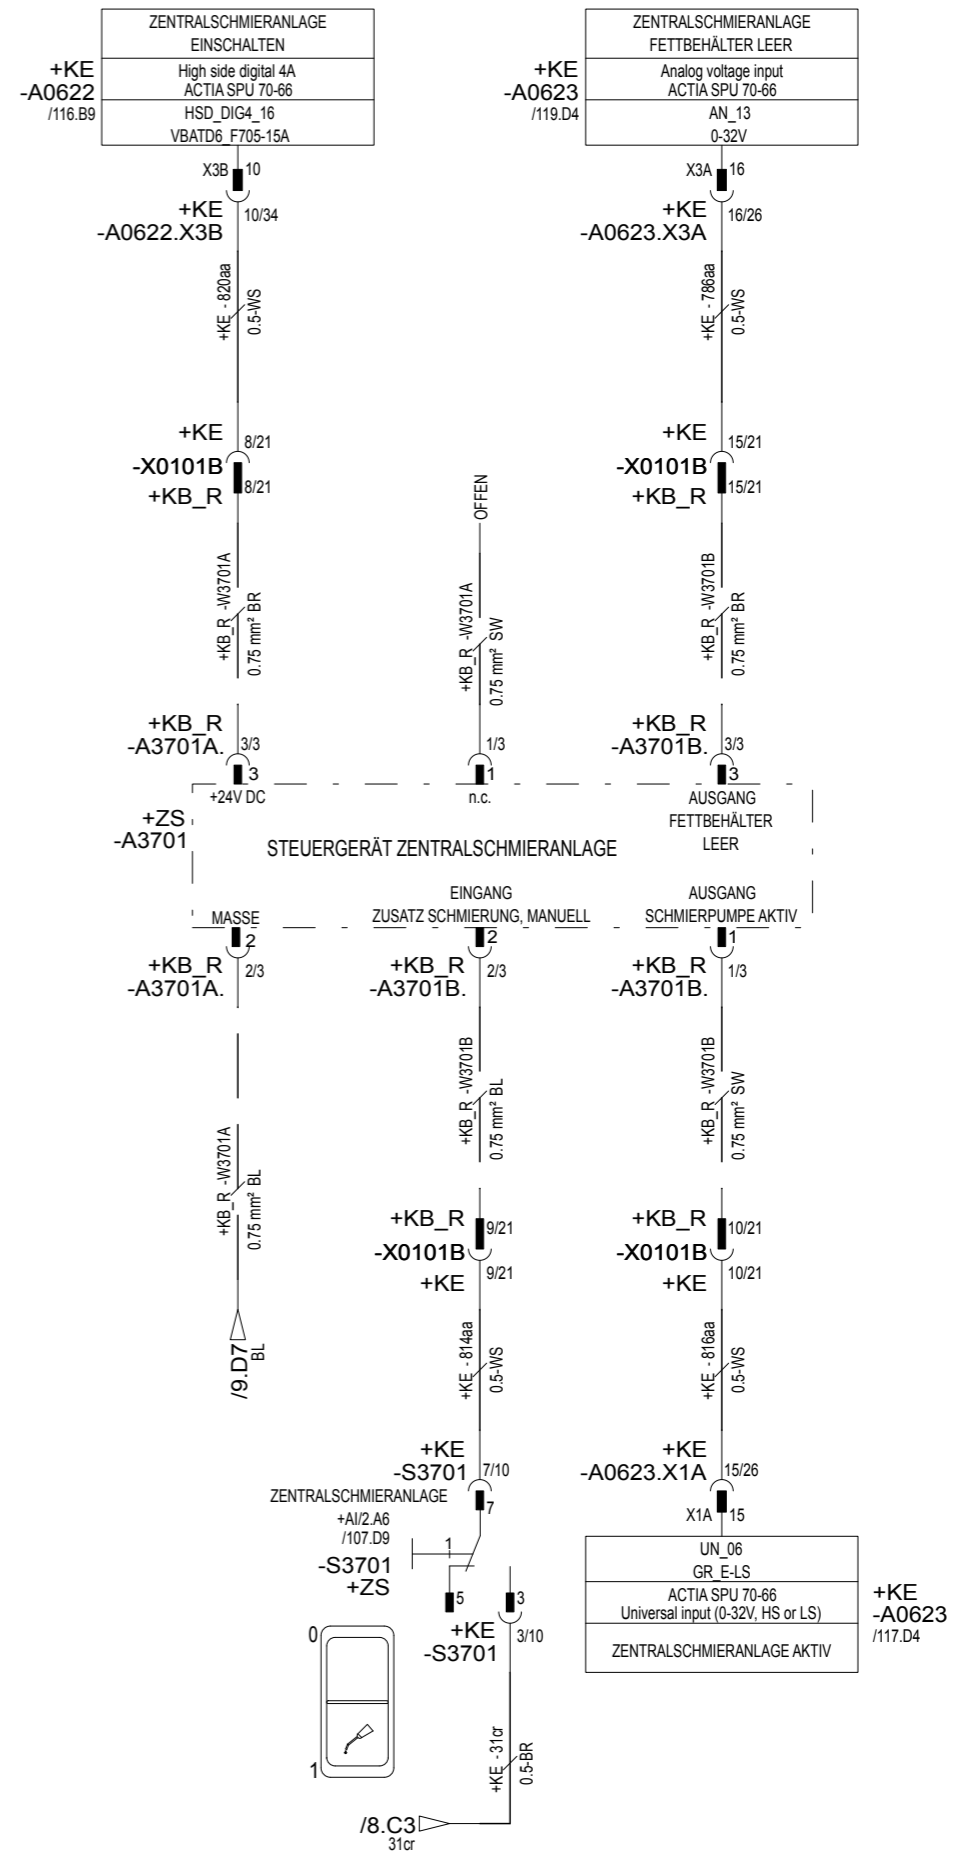 ZENTRALSCHMIERANLAGE
EINSCHALTEN
High side digital 4A
ACTIA SPU 70-66
HSD_DIG4_16
VBATD6_F705-15A
+KE
-A0622
/116.B9
X3B 10
+KE 10/34
-A0622.X3B
+KE - 820aa
0.5-WS
+KE 8/21
-X0101B
+KB_R 8/21
+KB_R -W3701A
0.75 mm² BR
+KB_R
-A3701A. 3/3
3
+24V DC
ZENTRALSCHMIERANLAGE
FETTBEHÄLTER LEER
Analog voltage input
ACTIA SPU 70-66
AN_13
0-32V
+KE
-A0623
/119.D4
X3A 16
+KE 16/26
-A0623.X3A
+KE - 786aa
0.5-WS
+KE 15/21
-X0101B
+KB_R 15/21
OFFEN
+KB_R -W3701A
0.75 mm² SW
1/3
1
n.c.
+KB_R -W3701B
0.75 mm² BR
+KB_R
-A3701B. 3/3
3
AUSGANG
FETTBEHÄLTER
LEER
+ZS
-A3701
STEUERGERÄT ZENTRALSCHMIERANLAGE
MASSE
2
+KB_R 2/3
-A3701A.
+KB_R -W3701A
0.75 mm² BL
/9.D7
BL
EINGANG
ZUSATZ SCHMIERUNG, MANUELL
2
+KB_R 2/3
-A3701B.
+KB_R -W3701B
0.75 mm² BL
+KB_R 9/21
-X0101B
+KE 9/21
+KE - 814aa
0.5-WS
+KE
-S3701 7/10
7
ZENTRALSCHMIERANLAGE
+AI/2.A6
/107.D9
-S3701
+ZS
1
5
3
+KE 3/10
-S3701
0
1
+KE - 31cr
0.5-BR
/8.C3
31cr
AUSGANG
SCHMIERPUMPE AKTIV
1
+KB_R 1/3
-A3701B.
+KB_R -W3701B
0.75 mm² SW
+KB_R 10/21
-X0101B
+KE 10/21
+KE - 816aa
0.5-WS
+KE
-A0623.X1A 15/26
X1A 15
UN_06
GR_E-LS
ACTIA SPU 70-66
Universal input (0-32V, HS or LS)
ZENTRALSCHMIERANLAGE AKTIV
+KE
-A0623
/117.D4